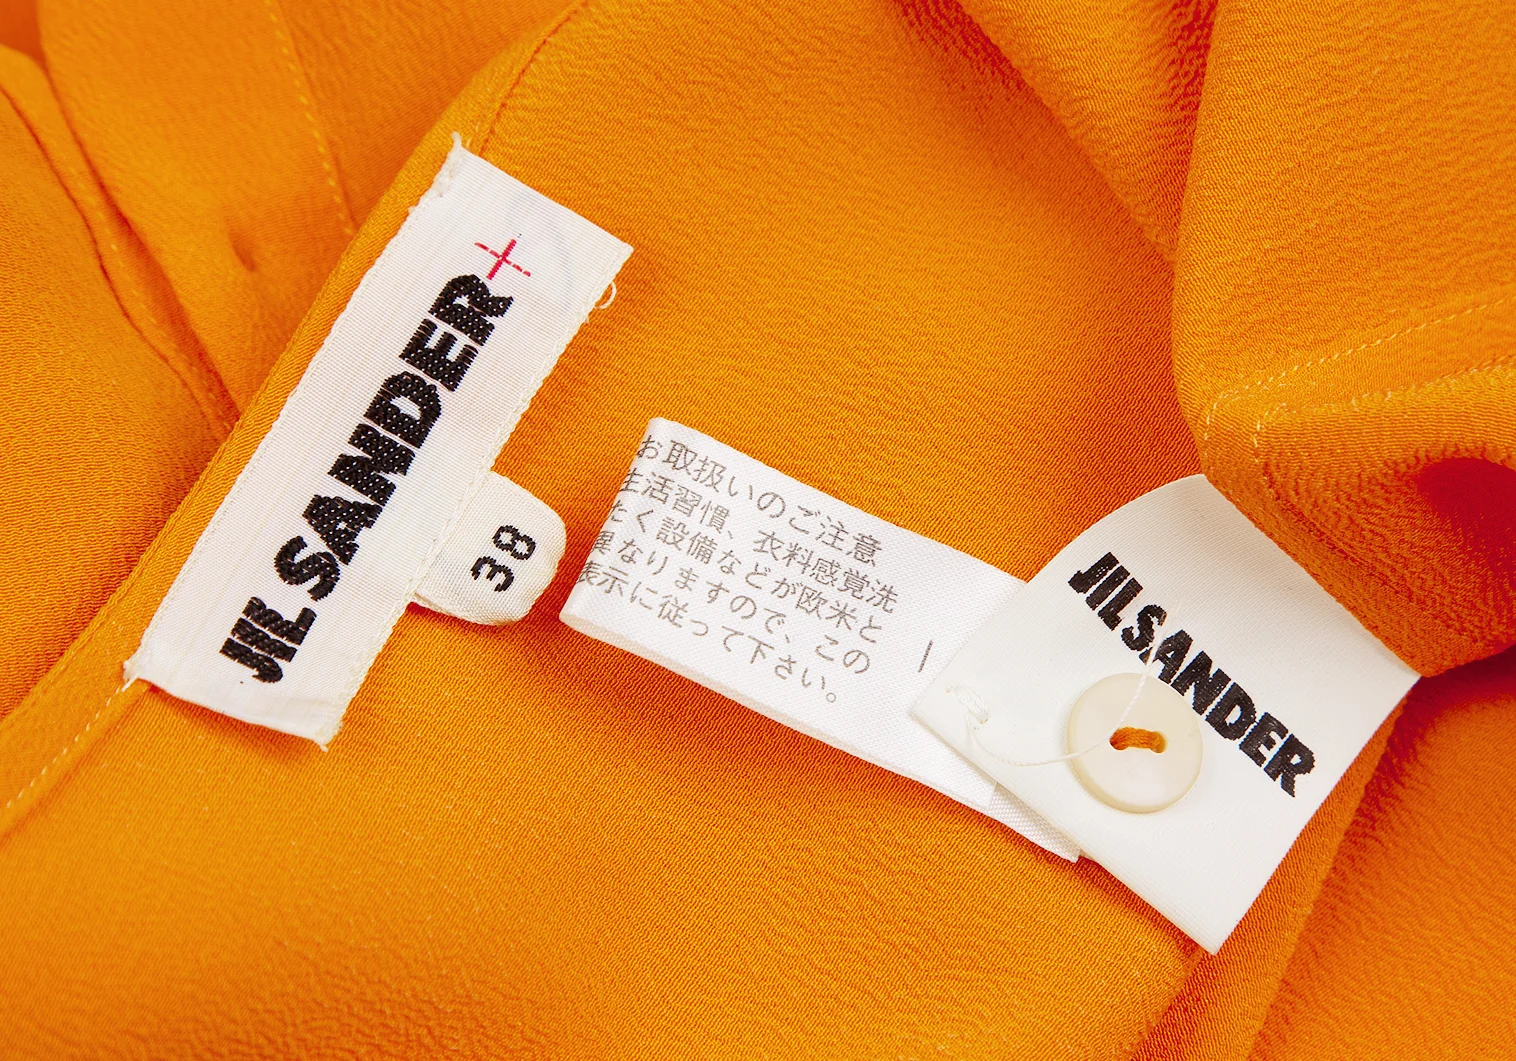 JIL SANDER+
38
お取扱いのご注意
生活習慣、衣料感覚洗
たく設備などが欧米と
異なりますので、この
表示に従って下さい。
JIL SANDER